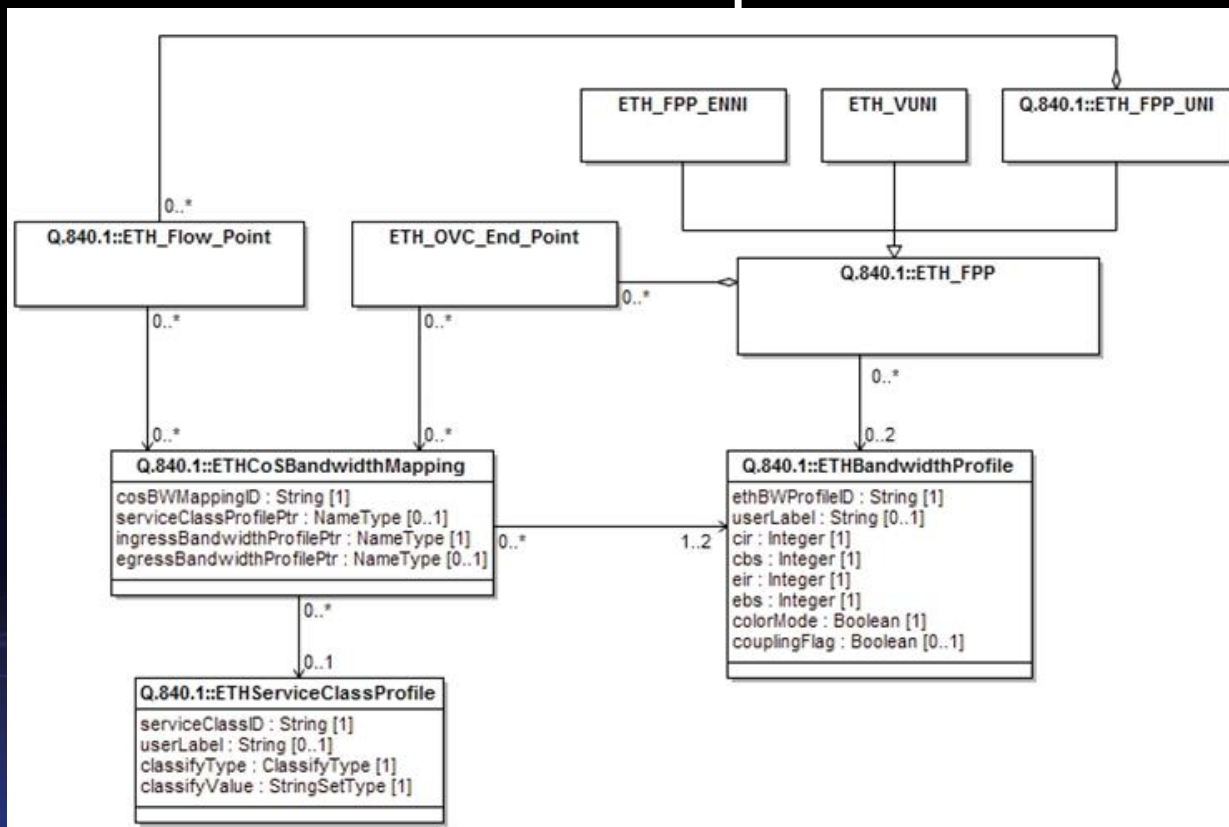 ETH_FPP_ENNI
ETH_VUNI
Q.840.1::ETH_FPP_UNI
0..*
Q.840.1::ETH_Flow_Point
ETH_OVC_End_Point
Q.840.1::ETH_FPP
0..*
0..*
0..*
0..*
0..*
0..*
0..2
Q.840.1::ETHCoSBandwidthMapping
cosBWMappingID : String [1]
serviceClassProfilePtr : NameType [0..1]
ingressBandwidthProfilePtr : NameType [1]
egressBandwidthProfilePtr : NameType [0..1]
0..*
1..2
Q.840.1::ETHBandwidthProfile
ethBWProfileID : String [1]
userLabel : String [0..1]
cir : Integer [1]
cbs : Integer [1]
eir : Integer [1]
ebs : Integer [1]
colorMode : Boolean [1]
couplingFlag : Boolean [0..1]
0..*
0..1
Q.840.1::ETHServiceClassProfile
serviceClassID : String [1]
userLabel : String [0..1]
classifyType : ClassifyType [1]
classifyValue : StringSetType [1]